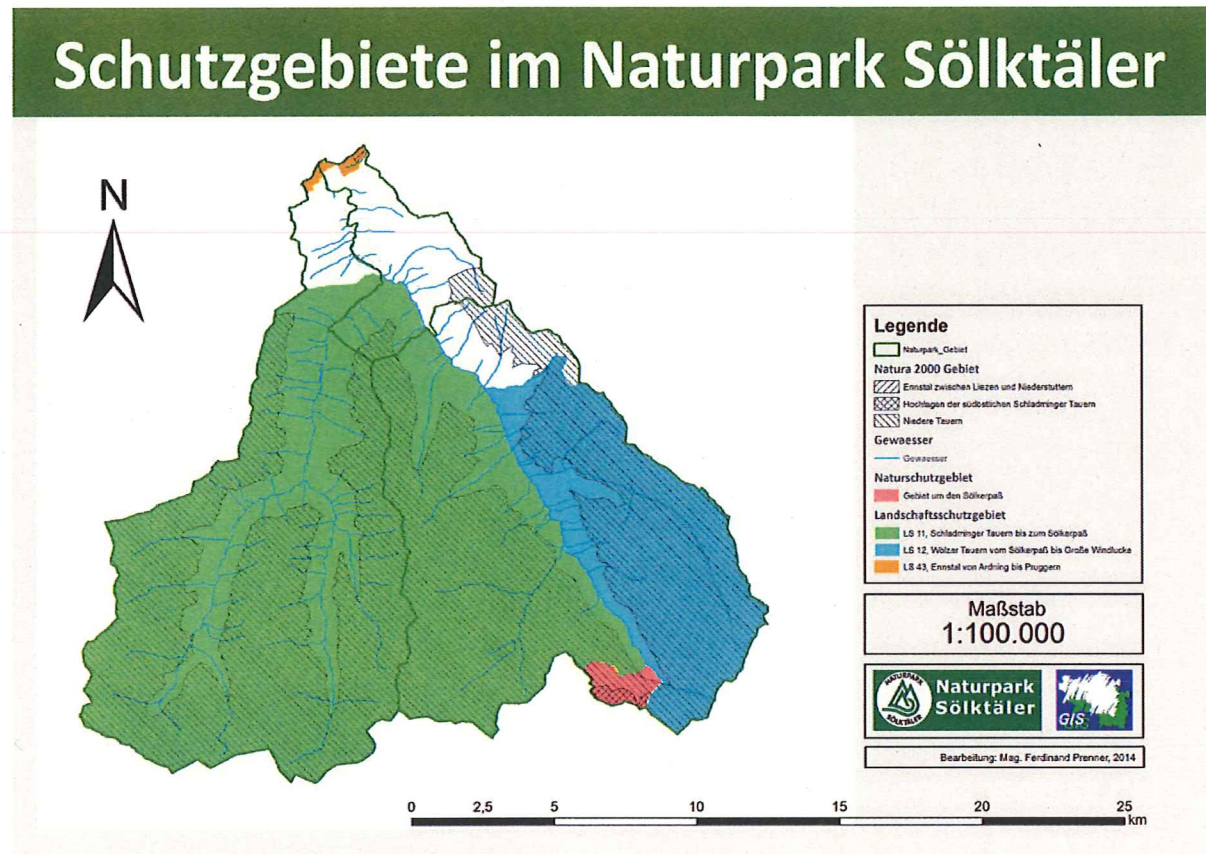 Schutzgebiete im Naturpark Sölktäler
N
Legende
Naturpark_Gebiet
Natura 2000 Gebiet
Ennstal zwischen Liezen und Niederstuttern
Hochlagen der südöstlichen Schladminger Tauern
Niedere Tauern
Gewaesser
Gewaesser
Naturschutzgebiet
Gebiet um den Sölkerpaß
Landschaftsschutzgebiet
LS 11, Schladminger Tauern bis zum Sölkerpaß
LS 12, Wölzer Tauern vom Sölkerpaß bis Große Windlucke
LS 43, Ennstal von Ardning bis Pruggern
Maßstab
1:100.000
NATURPARK
SÖLKTÄLER
Naturpark
Sölktäler
GIS
Bearbeitung: Mag. Ferdinand Prenner, 2014
0 2,5 5 10 15 20 25
km